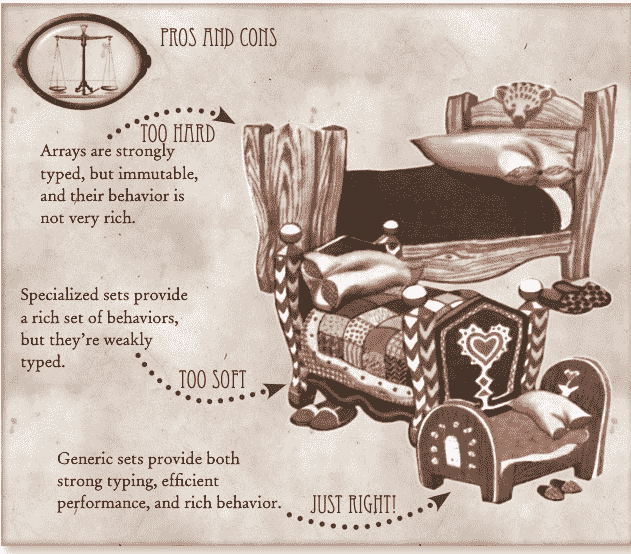 PROS AND CONS
TOO HARD
Arrays are strongly
typed, but immutable,
and their behavior is
not very rich.
Specialized sets provide
a rich set of behaviors,
but they're weakly
typed.
TOO SOFT
Generic sets provide both
strong typing, efficient
performance, and rich behavior.
JUST RIGHT!